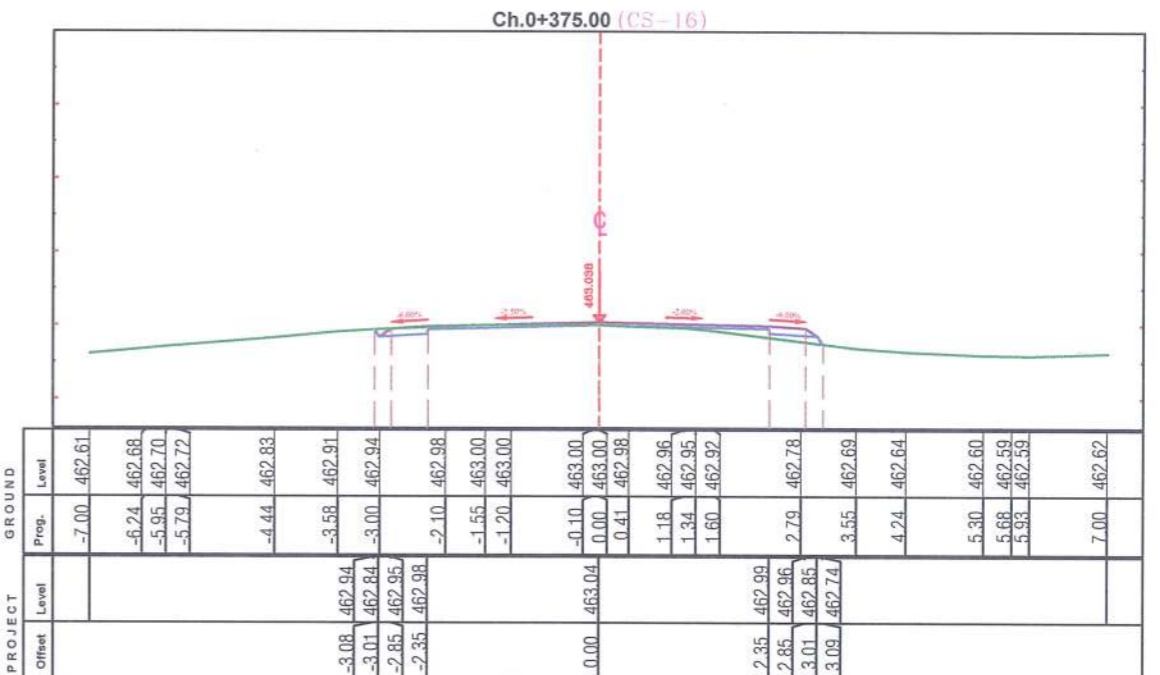 Ch.0+375.00 (CS-16)
C
L
463.038
-2.50%
GROUND
Level
462.61 462.68 462.70 462.72 462.83 462.91 462.94 462.98 463.00 463.00 463.00 463.00 462.98 462.96 462.95 462.92 462.78 462.69 462.64 462.60 462.59 462.59 462.62
Prog.
-7.00 -6.24 -5.95 -5.79 -4.44 -3.58 -3.00 -2.10 -1.55 -1.20 -0.10 0.00 0.41 1.18 1.34 1.60 2.79 3.55 4.24 5.30 5.68 5.93 7.00
PROJECT
Level
462.94 462.84 462.95 462.98 463.04 462.99 462.96 462.85 462.74
Offset
-3.08 -3.01 -2.85 -2.35 0.00 2.35 2.85 3.01 3.09